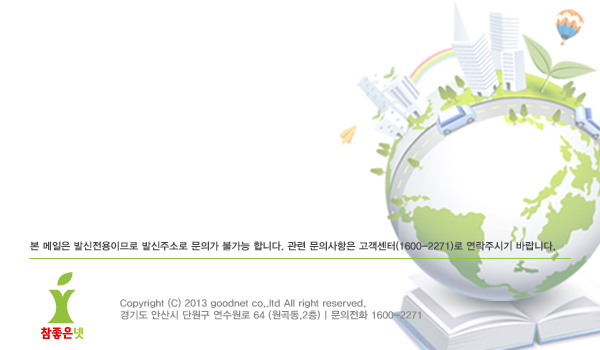 본 메일은 발신전용이므로 발신주소로 문의가 불가능 합니다. 관련 문의사항은 고객센터(1600-2271)로 연락주시기 바랍니다.
Copyright (C) 2013 goodnet co,.ltd All right reserved.
경기도 안산시 단원구 연수원로 64 (원곡동,2층) | 문의전화 1600-2271
참좋은넷